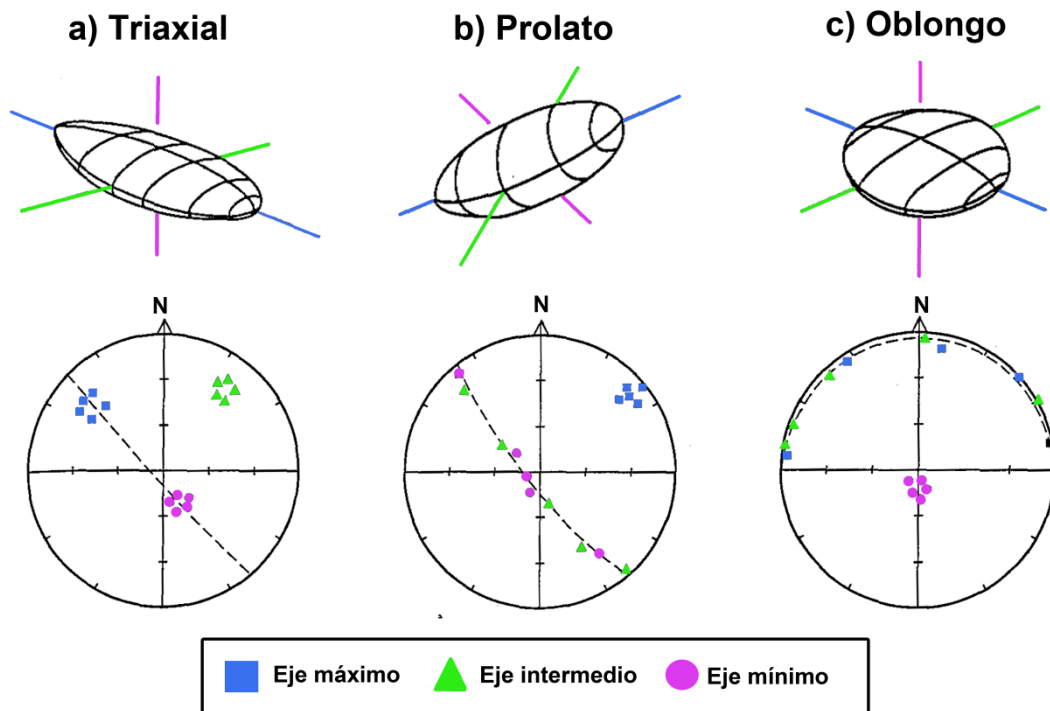 a) Triaxial
b) Prolato
c) Oblongo
N
N
N
Eje máximo
Eje intermedio
Eje mínimo